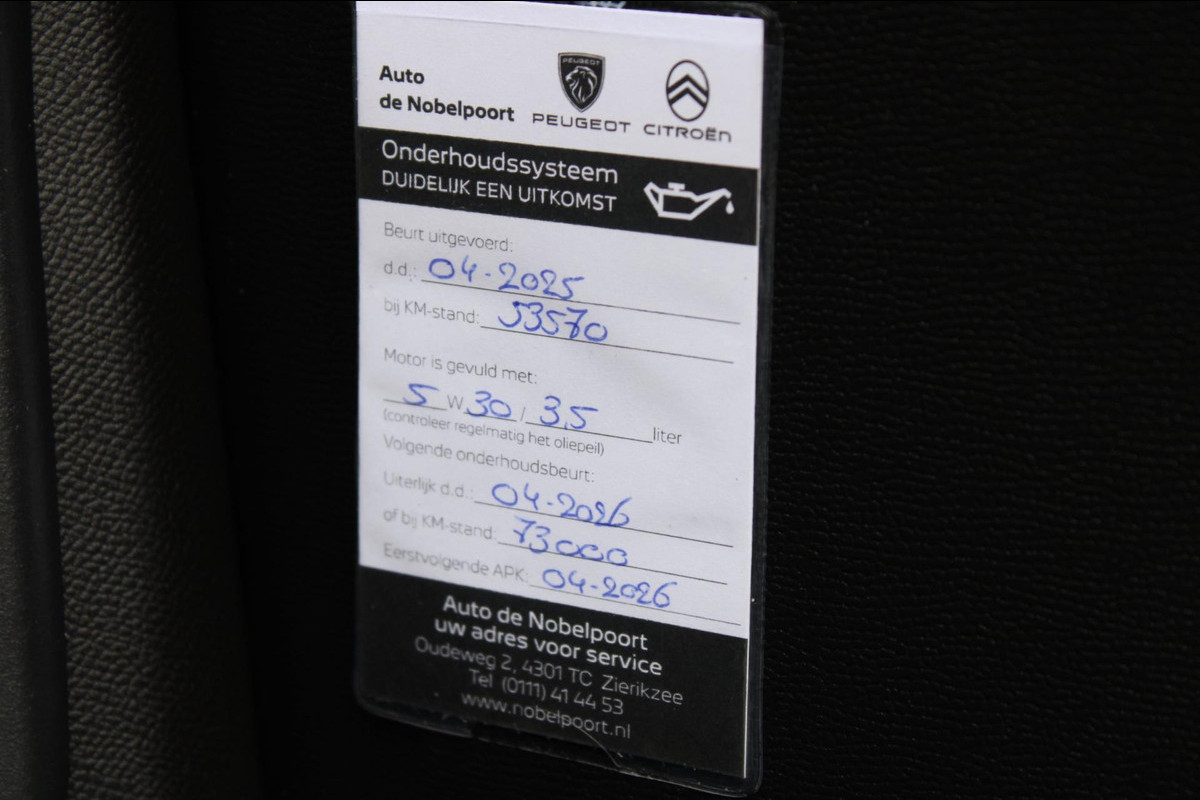 Auto
de Nobelpoort
PEUGEOT
PEUGEOT
CITROËN
Onderhoudssysteem
DUIDELIJK EEN UITKOMST
Beurt uitgevoerd:
d.d.: 04-2025
bij KM-stand: 53570
Motor is gevuld met:
5 W 30 / 3,5 liter
(controleer regelmatig het oliepeil)
Volgende onderhoudsbeurt:
Uiterlijk d.d.: 04-2026
of bij KM-stand: 73000
Eerstvolgende APK: 04-2026
Auto de Nobelpoort
uw adres voor service
Oudeweg 2, 4301 TC Zierikzee
Tel (0111) 41 44 53
www.nobelpoort.nl